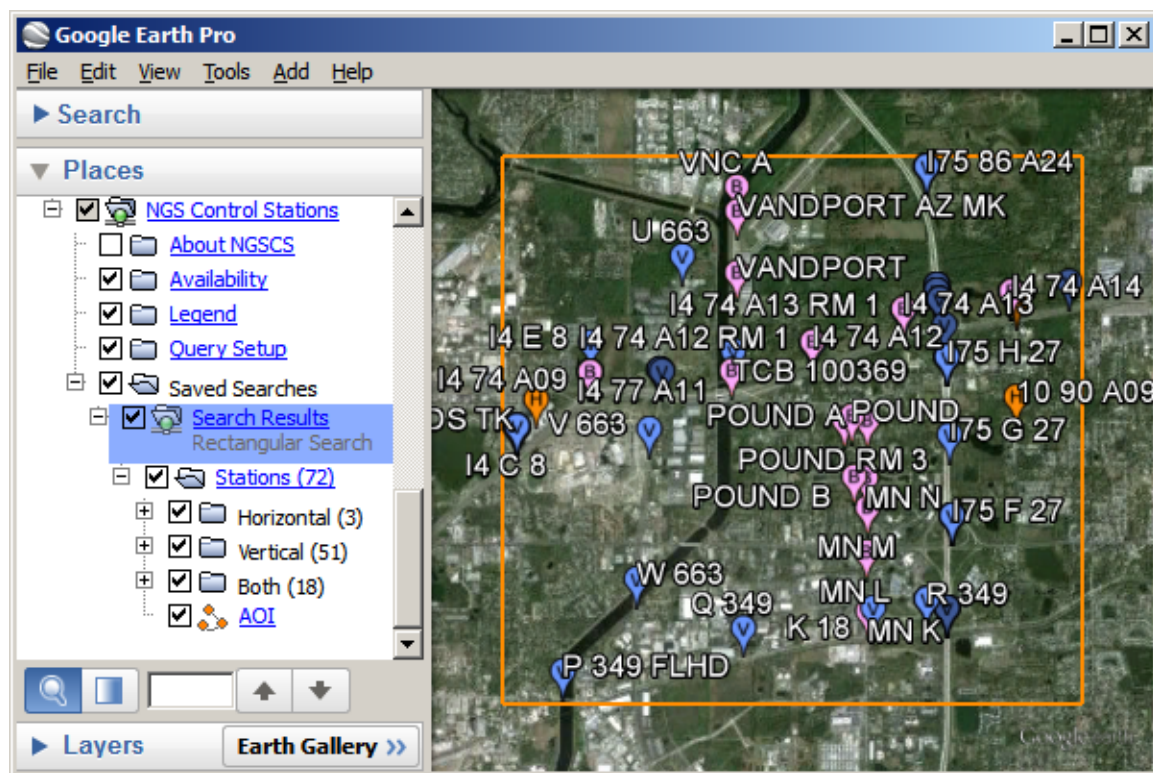 Google Earth Pro
File Edit View Tools Add Help
Search
Places
NGS Control Stations
About NGSCS
Availability
Legend
Query Setup
Saved Searches
Search Results
Rectangular Search
Stations (72)
Horizontal (3)
Vertical (51)
Both (18)
AOI
Layers
Earth Gallery >>
VNC A
I75 86 A24
VANDPORT AZ MK
U 663
VANDPORT
I4 74 A14
I4 74 A13 RM 1
I4 74 A13
I4 E 8
I4 74 A12 RM 1
I4 74 A12
I75 H 27
I4 74 A09
I4 77 A11
TCB 100369
10 90 A09
OS TK
V 663
POUND A
POUND
I75 G 27
I4 C 8
POUND RM 3
POUND B
MN N
I75 F 27
MN M
W 663
Q 349
MN L
R 349
K 18
MN K
P 349 FLHD
Google earth